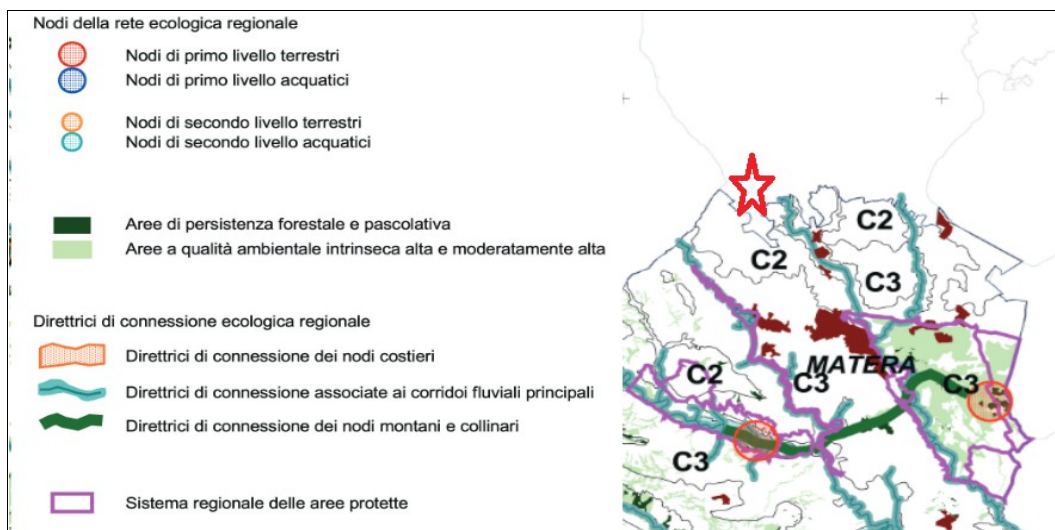 Nodi della rete ecologica regionale
Nodi di primo livello terrestri
Nodi di primo livello acquatici
Nodi di secondo livello terrestri
Nodi di secondo livello acquatici
Aree di persistenza forestale e pascolativa
Aree a qualità ambientale intrinseca alta e moderatamente alta
Direttrici di connessione ecologica regionale
Direttrici di connessione dei nodi costieri
Direttrici di connessione associate ai corridoi fluviali principali
Direttrici di connessione dei nodi montani e collinari
Sistema regionale delle aree protette
C2
C2
C3
MATERA
C2
C3
C3
C3